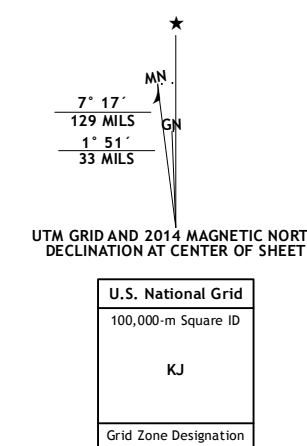 ★
MN
7° 17´
129 MILS
GN
1° 51´
33 MILS
UTM GRID AND 2014 MAGNETIC NORT
DECLINATION AT CENTER OF SHEET
U.S. National Grid
100,000-m Square ID
KJ
Grid Zone Designation